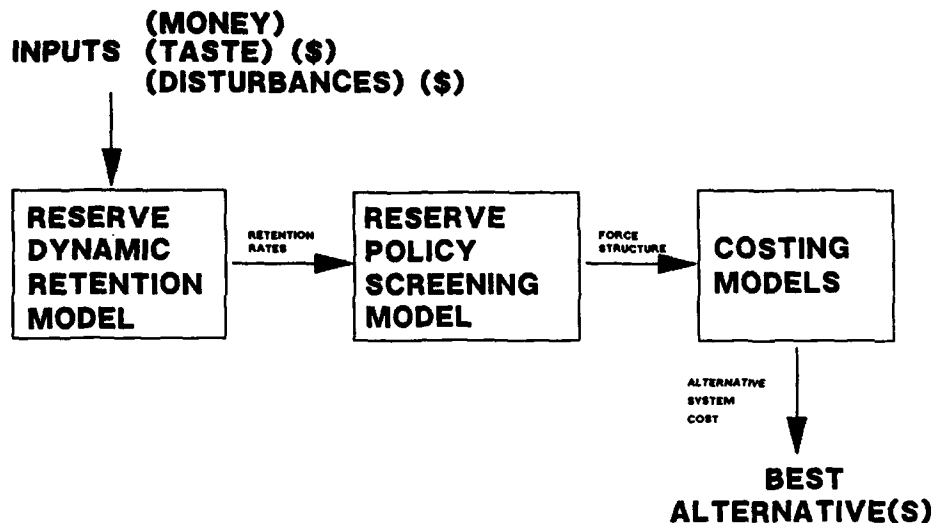 (MONEY)
INPUTS (TASTE) ($)
(DISTURBANCES) ($)
RESERVE
DYNAMIC
RETENTION
MODEL
RETENTION
RATES
RESERVE
POLICY
SCREENING
MODEL
FORCE
STRUCTURE
COSTING
MODELS
ALTERNATIVE
SYSTEM
COST
BEST
ALTERNATIVE(S)